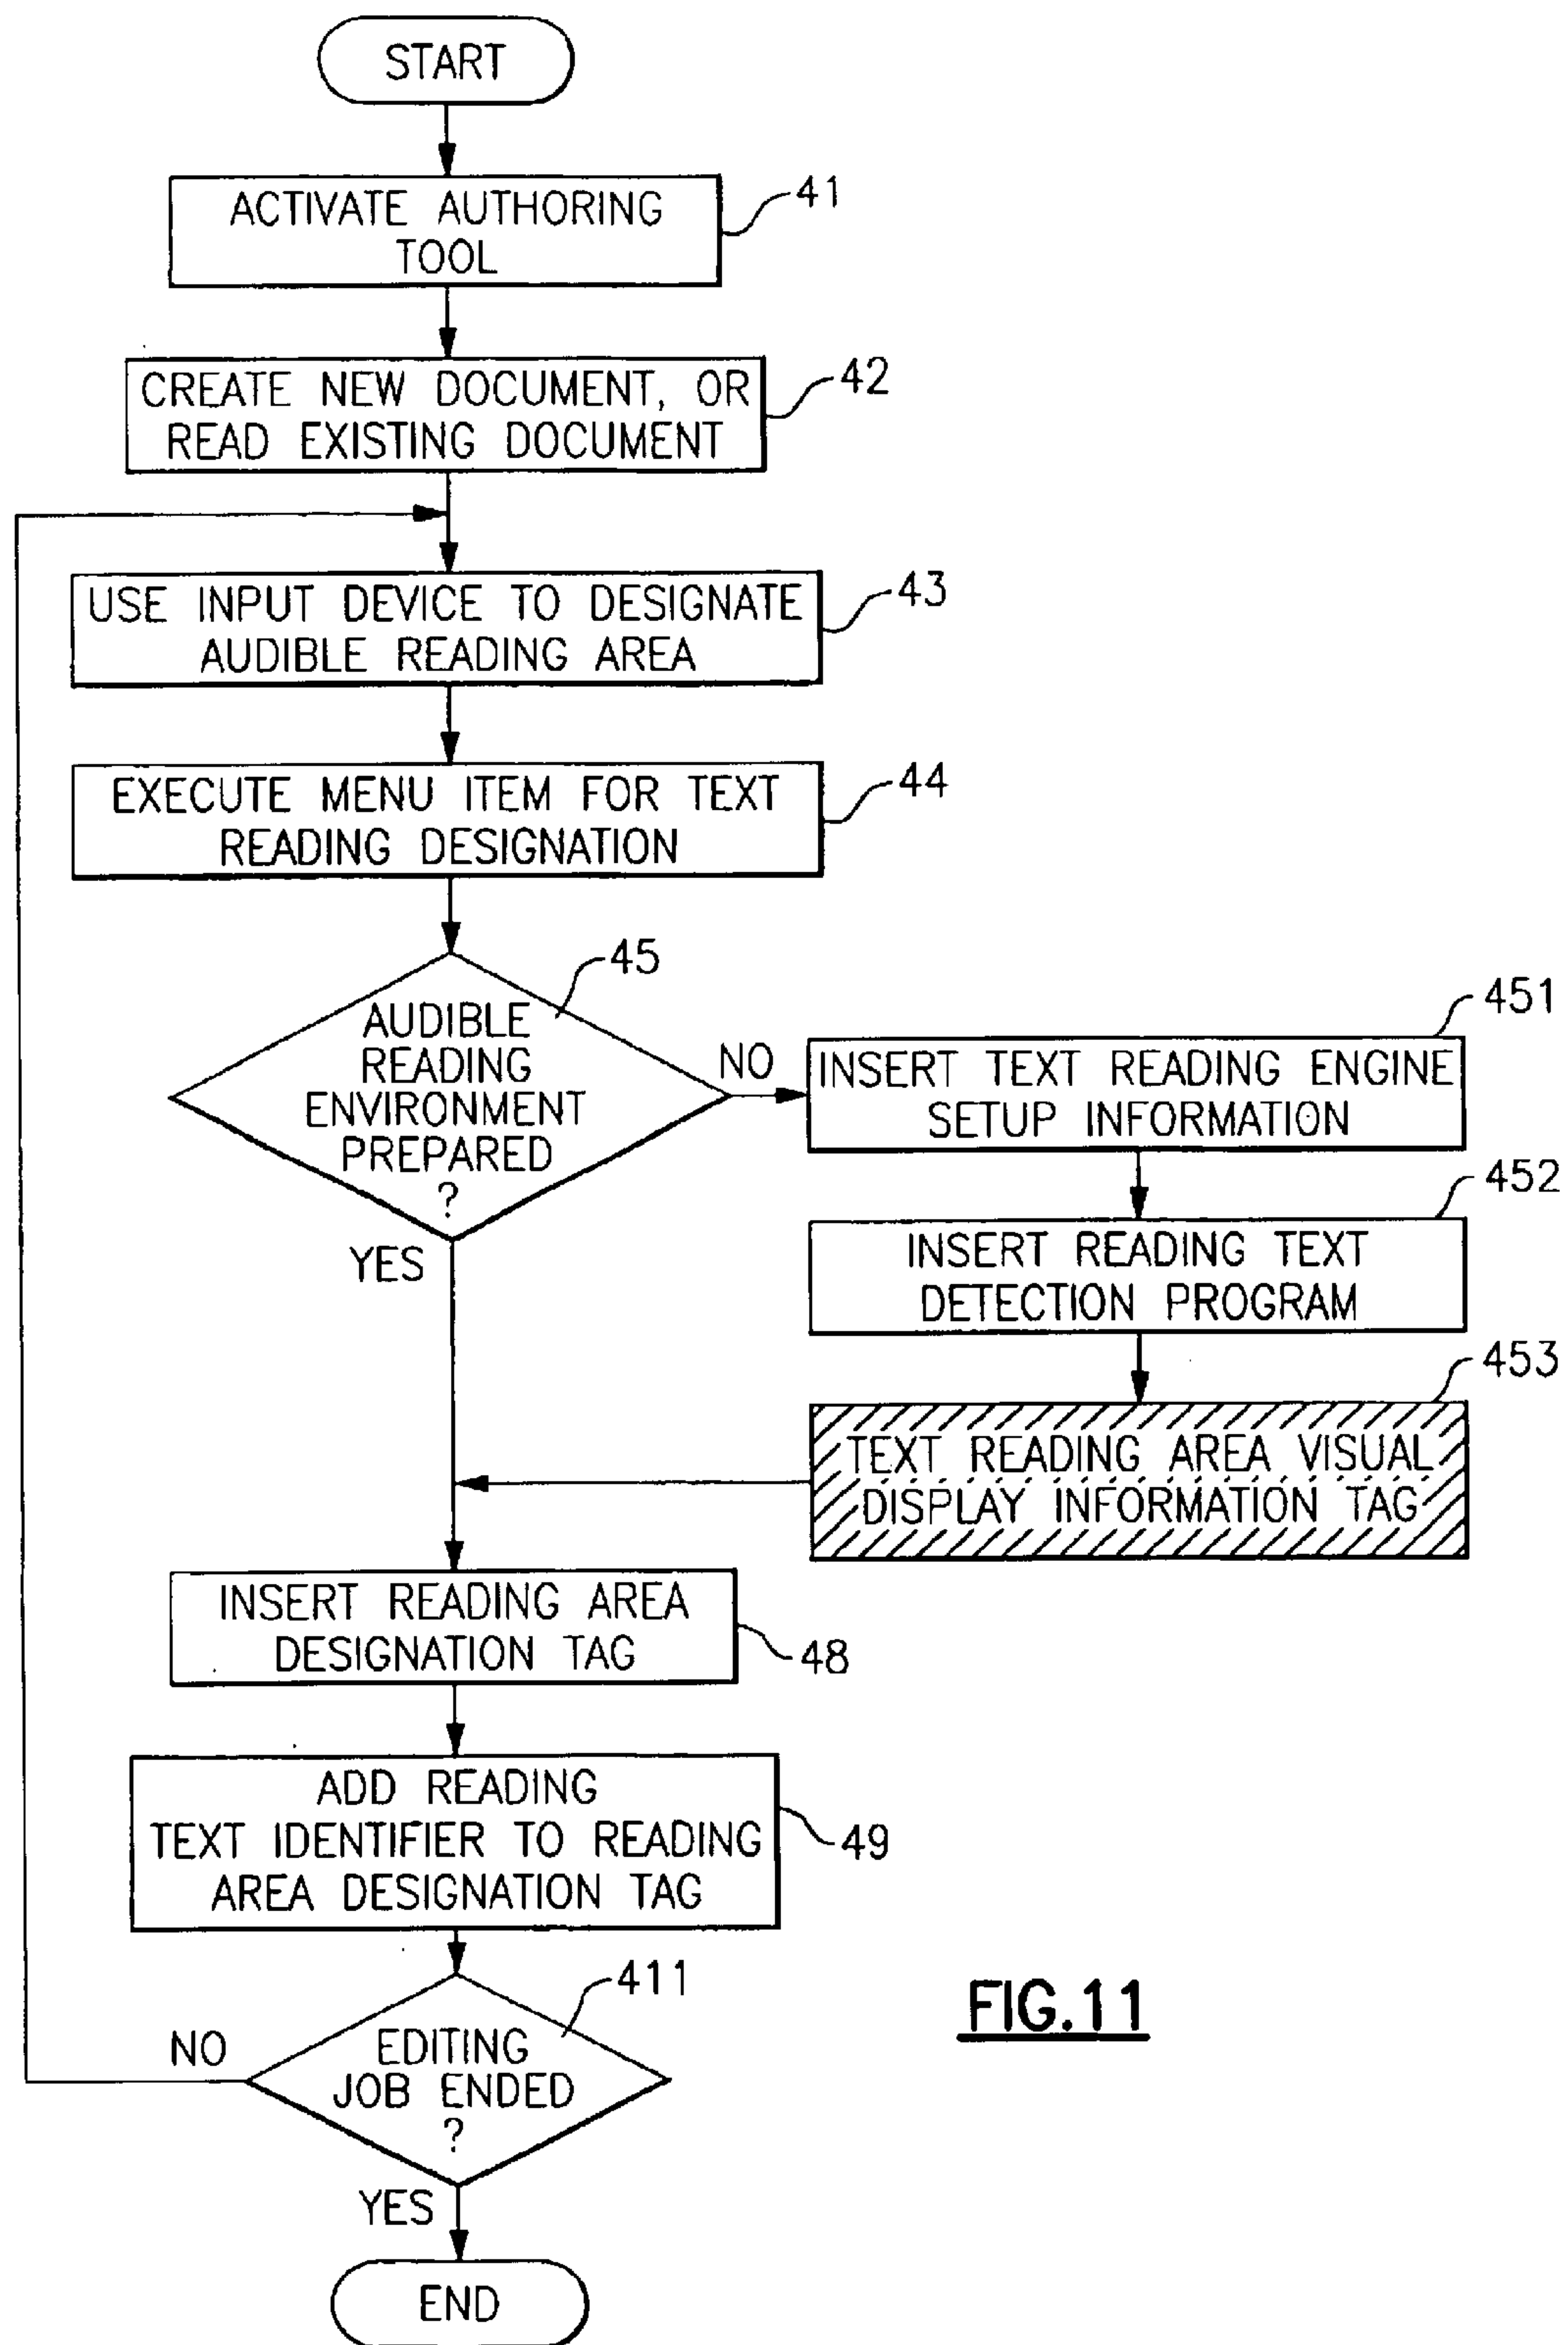 START
ACTIVATE AUTHORING
TOOL
41
CREATE NEW DOCUMENT, OR
READ EXISTING DOCUMENT
42
USE INPUT DEVICE TO DESIGNATE
AUDIBLE READING AREA
43
EXECUTE MENU ITEM FOR TEXT
READING DESIGNATION
44
AUDIBLE
READING
ENVIRONMENT
PREPARED
?
45
NO
INSERT TEXT READING ENGINE
SETUP INFORMATION
451
INSERT READING TEXT
DETECTION PROGRAM
452
TEXT READING AREA VISUAL
DISPLAY INFORMATION TAG
453
YES
INSERT READING AREA
DESIGNATION TAG
48
ADD READING
TEXT IDENTIFIER TO READING
AREA DESIGNATION TAG
49
EDITING
JOB ENDED
?
411
NO
YES
END
FIG.11